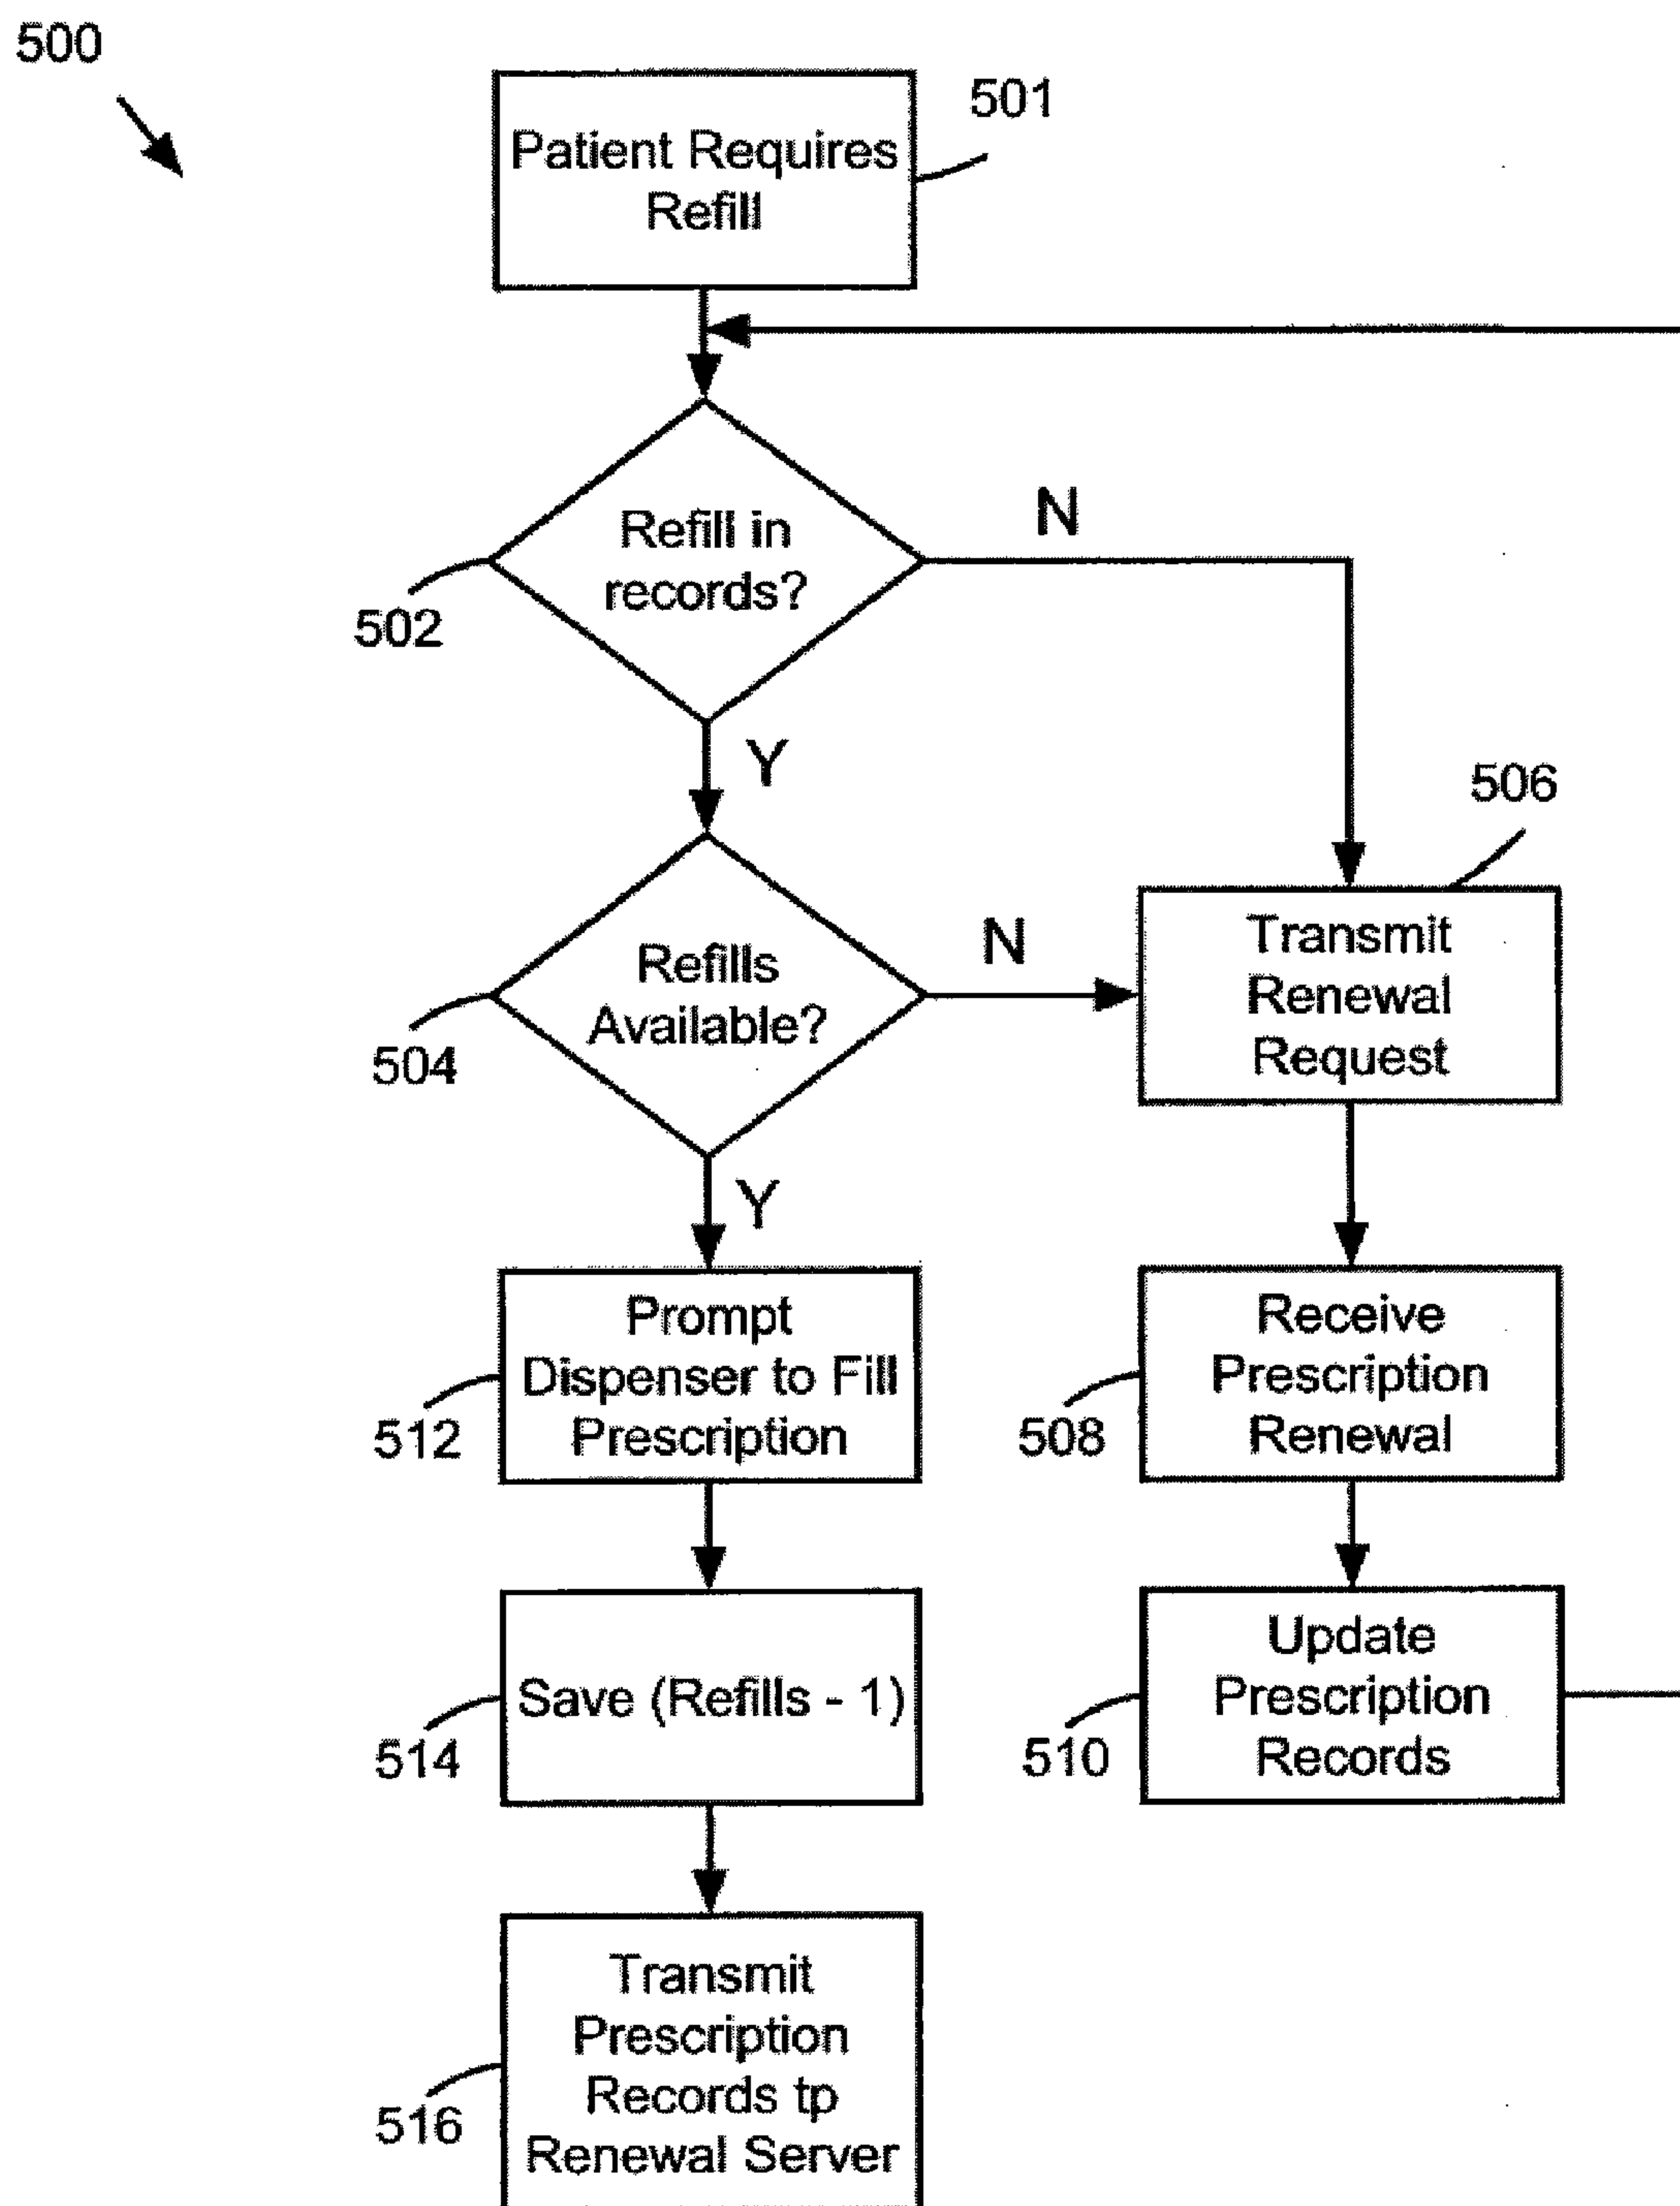 500
501
Patient Requires
Refill
N
Refill in
records?
502
Y
506
N
Transmit
Renewal
Request
Refills
Available?
504
Y
Prompt
Dispenser to Fill
Prescription
512
Receive
Prescription
Renewal
508
Save (Refills - 1)
514
Update
Prescription
Records
510
Transmit
Prescription
Records tp
Renewal Server
516